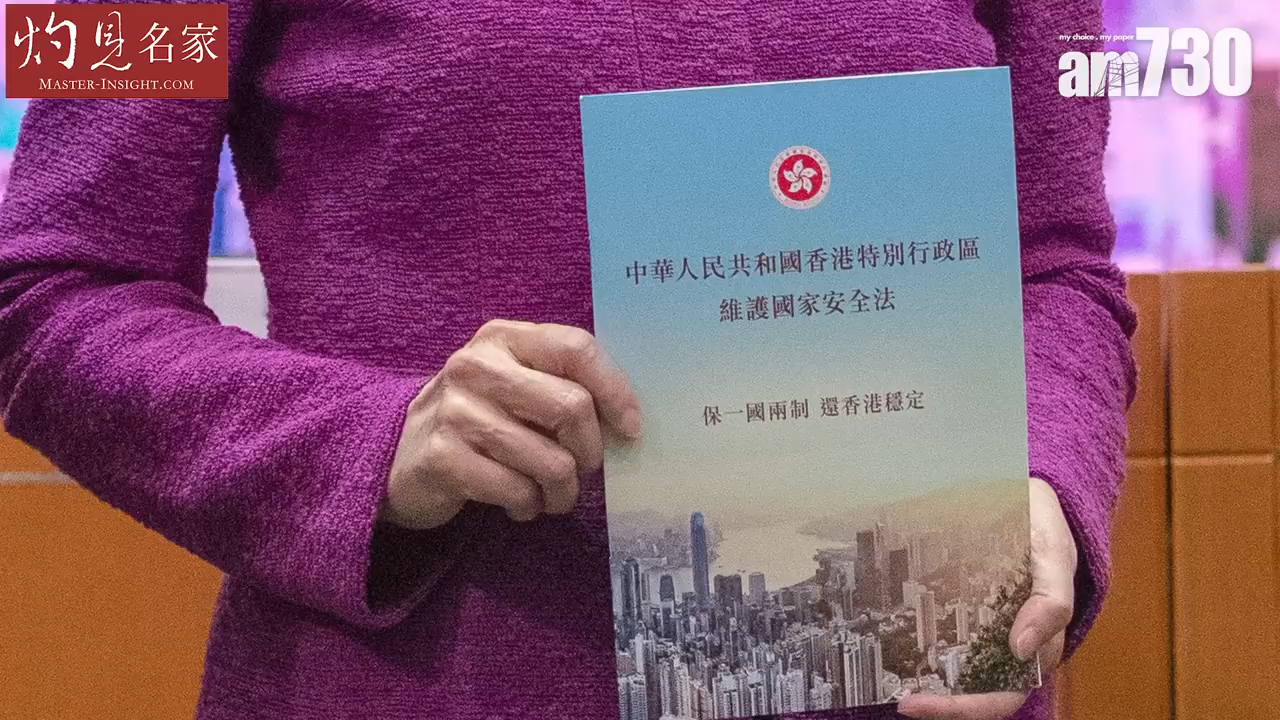 灼見名家
MASTER-INSIGHT.COM
my choice . my paper
am730
中華人民共和國香港特別行政區
維護國家安全法
保一國兩制 還香港穩定